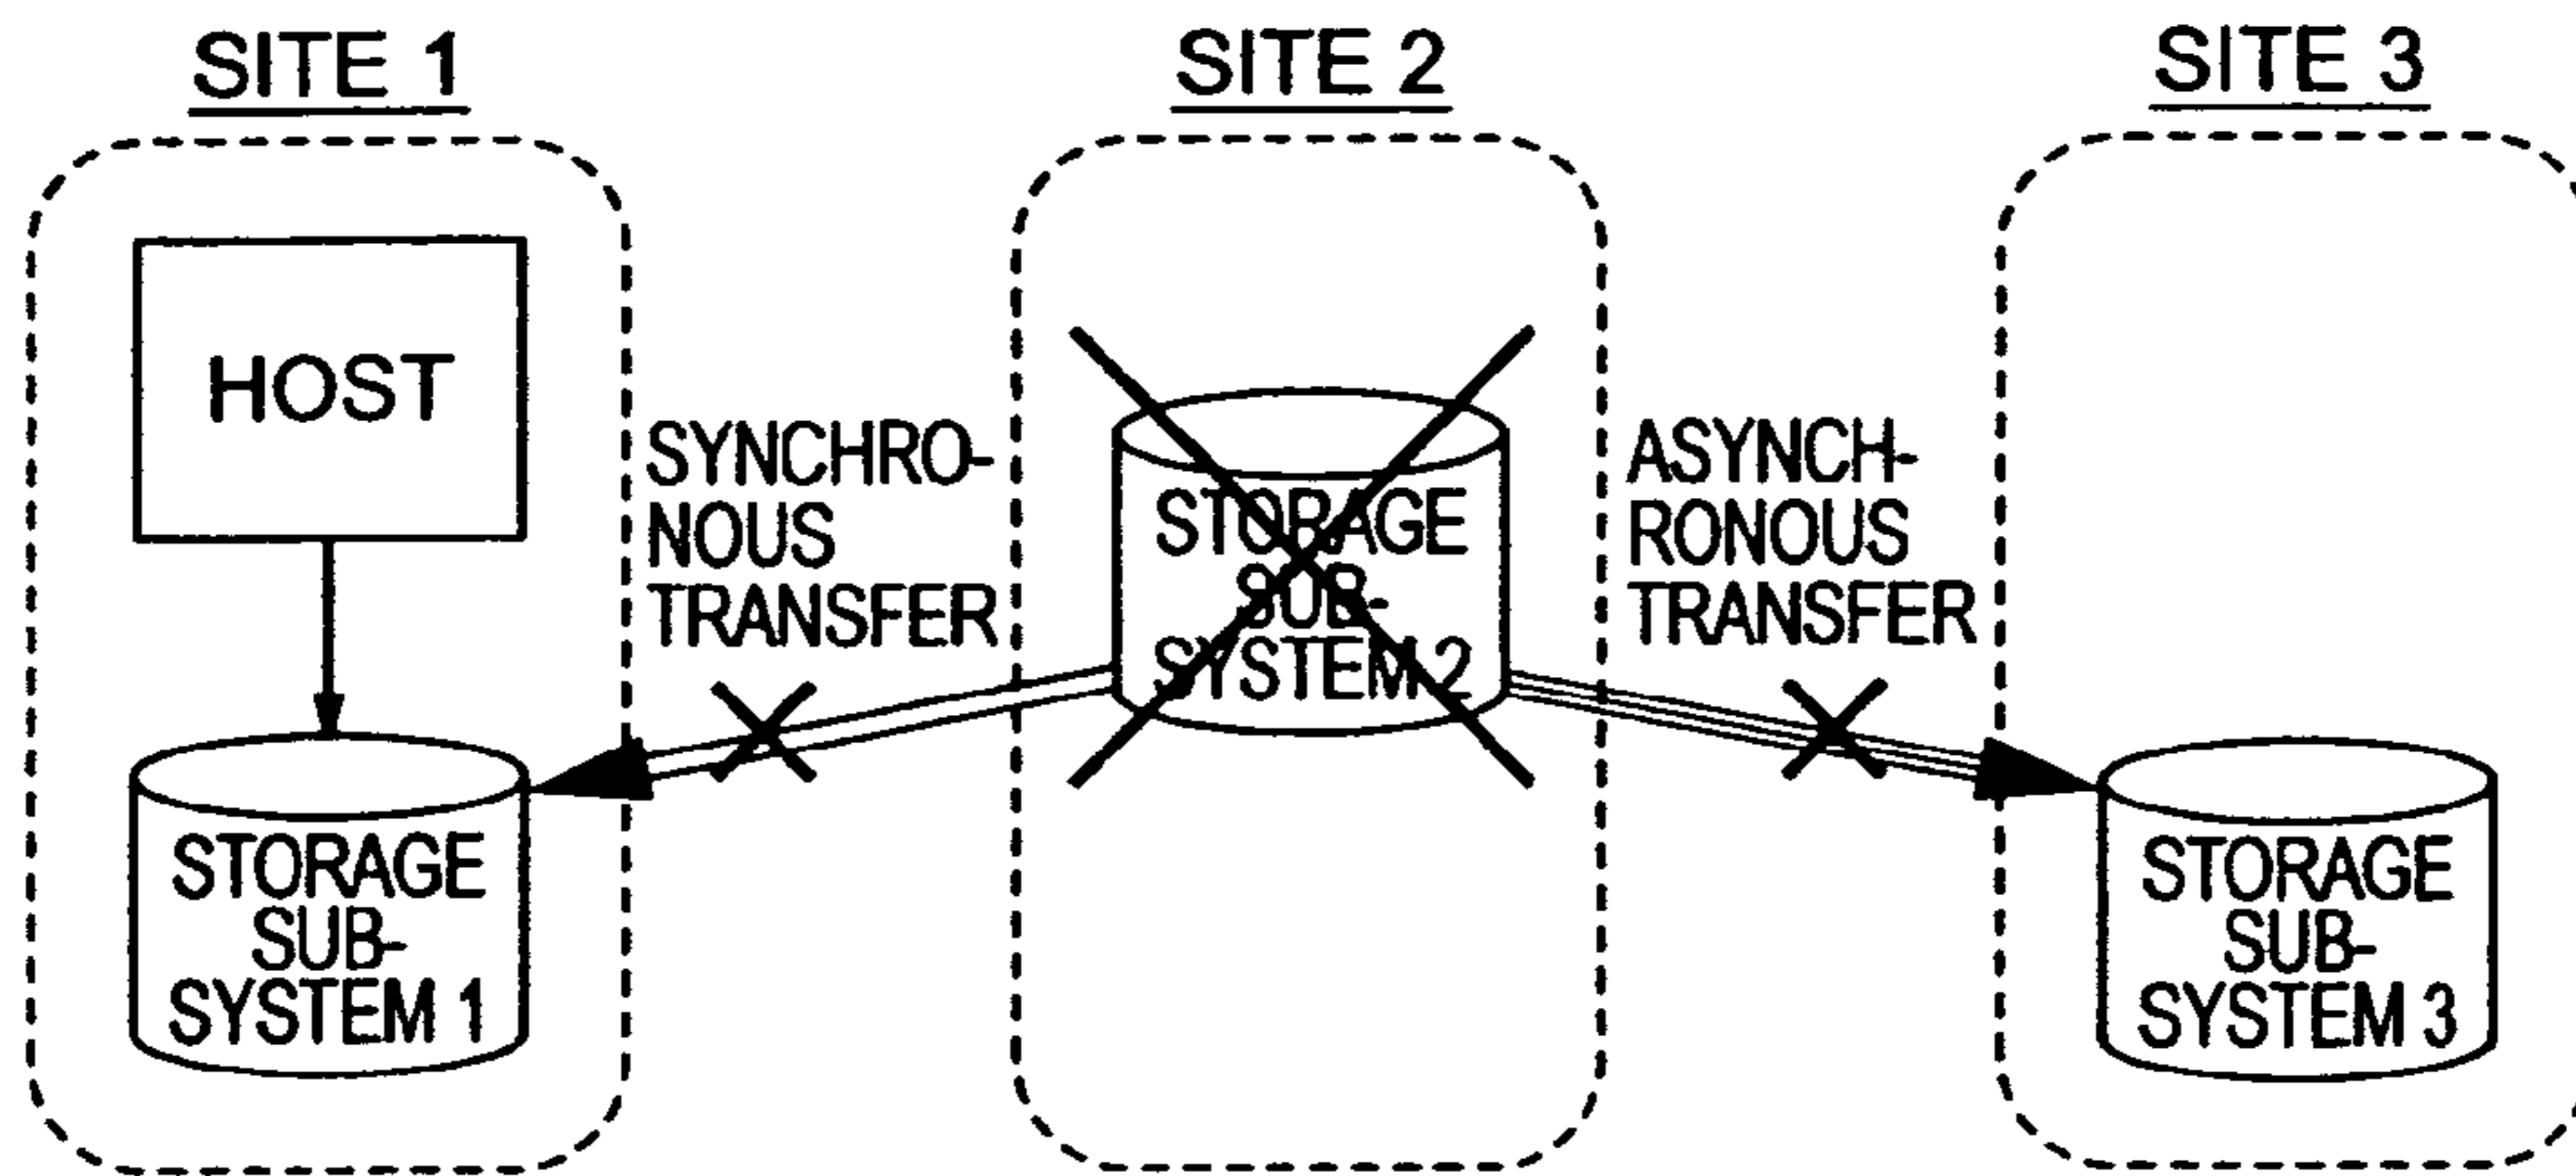 SITE 1
SITE 2
SITE 3
HOST
SYNCHRO-
NOUS
TRANSFER
STORAGE
SUB-
SYSTEM 2
ASYNCH-
RONOUS
TRANSFER
STORAGE
SUB-
SYSTEM 1
STORAGE
SUB-
SYSTEM 3